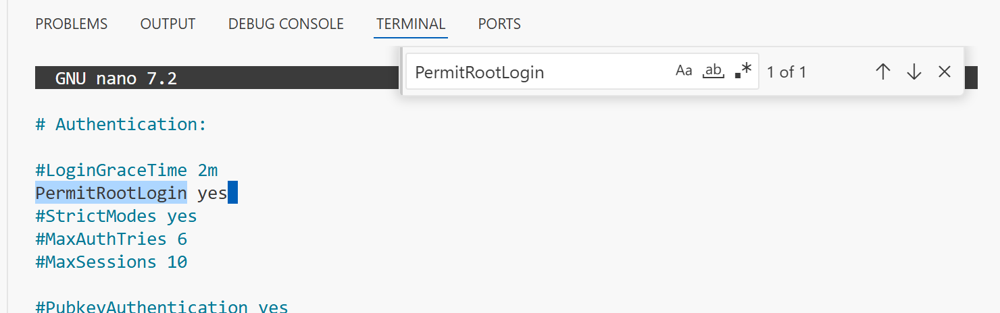 PROBLEMS OUTPUT DEBUG CONSOLE TERMINAL PORTS
GNU nano 7.2
PermitRootLogin Aa ab .* 1 of 1
# Authentication:
#LoginGraceTime 2m
PermitRootLogin yes
#StrictModes yes
#MaxAuthTries 6
#MaxSessions 10
#PubkeyAuthentication yes